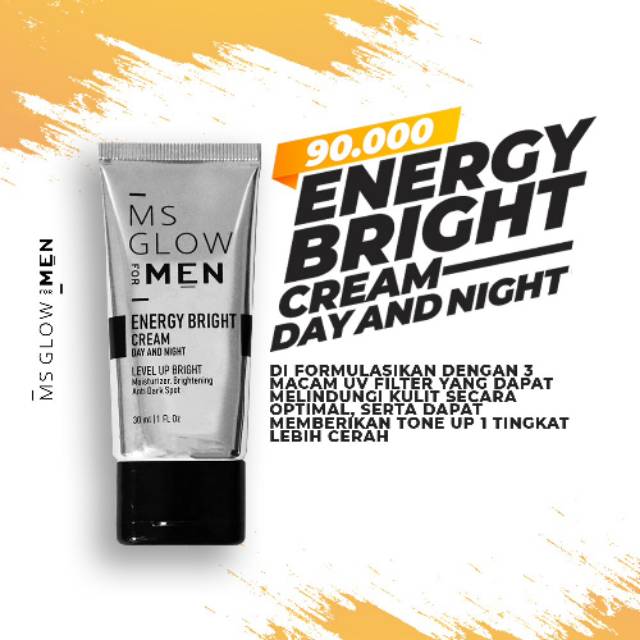 MS GLOW FOR MEN
MS
GLOW
FOR MEN
ENERGY BRIGHT
CREAM
DAY AND NIGHT
LEVEL UP BRIGHT
Moisturizer, Brightening
Anti Dark Spot
30 ml | 1 FL Oz
90.000
ENERGY
BRIGHT
CREAM
DAY AND NIGHT
DI FORMULASIKAN DENGAN 3
MACAM UV FILTER YANG DAPAT
MELINDUNGI KULIT SECARA
OPTIMAL, SERTA DAPAT
MEMBERIKAN TONE UP 1 TINGKAT
LEBIH CERAH